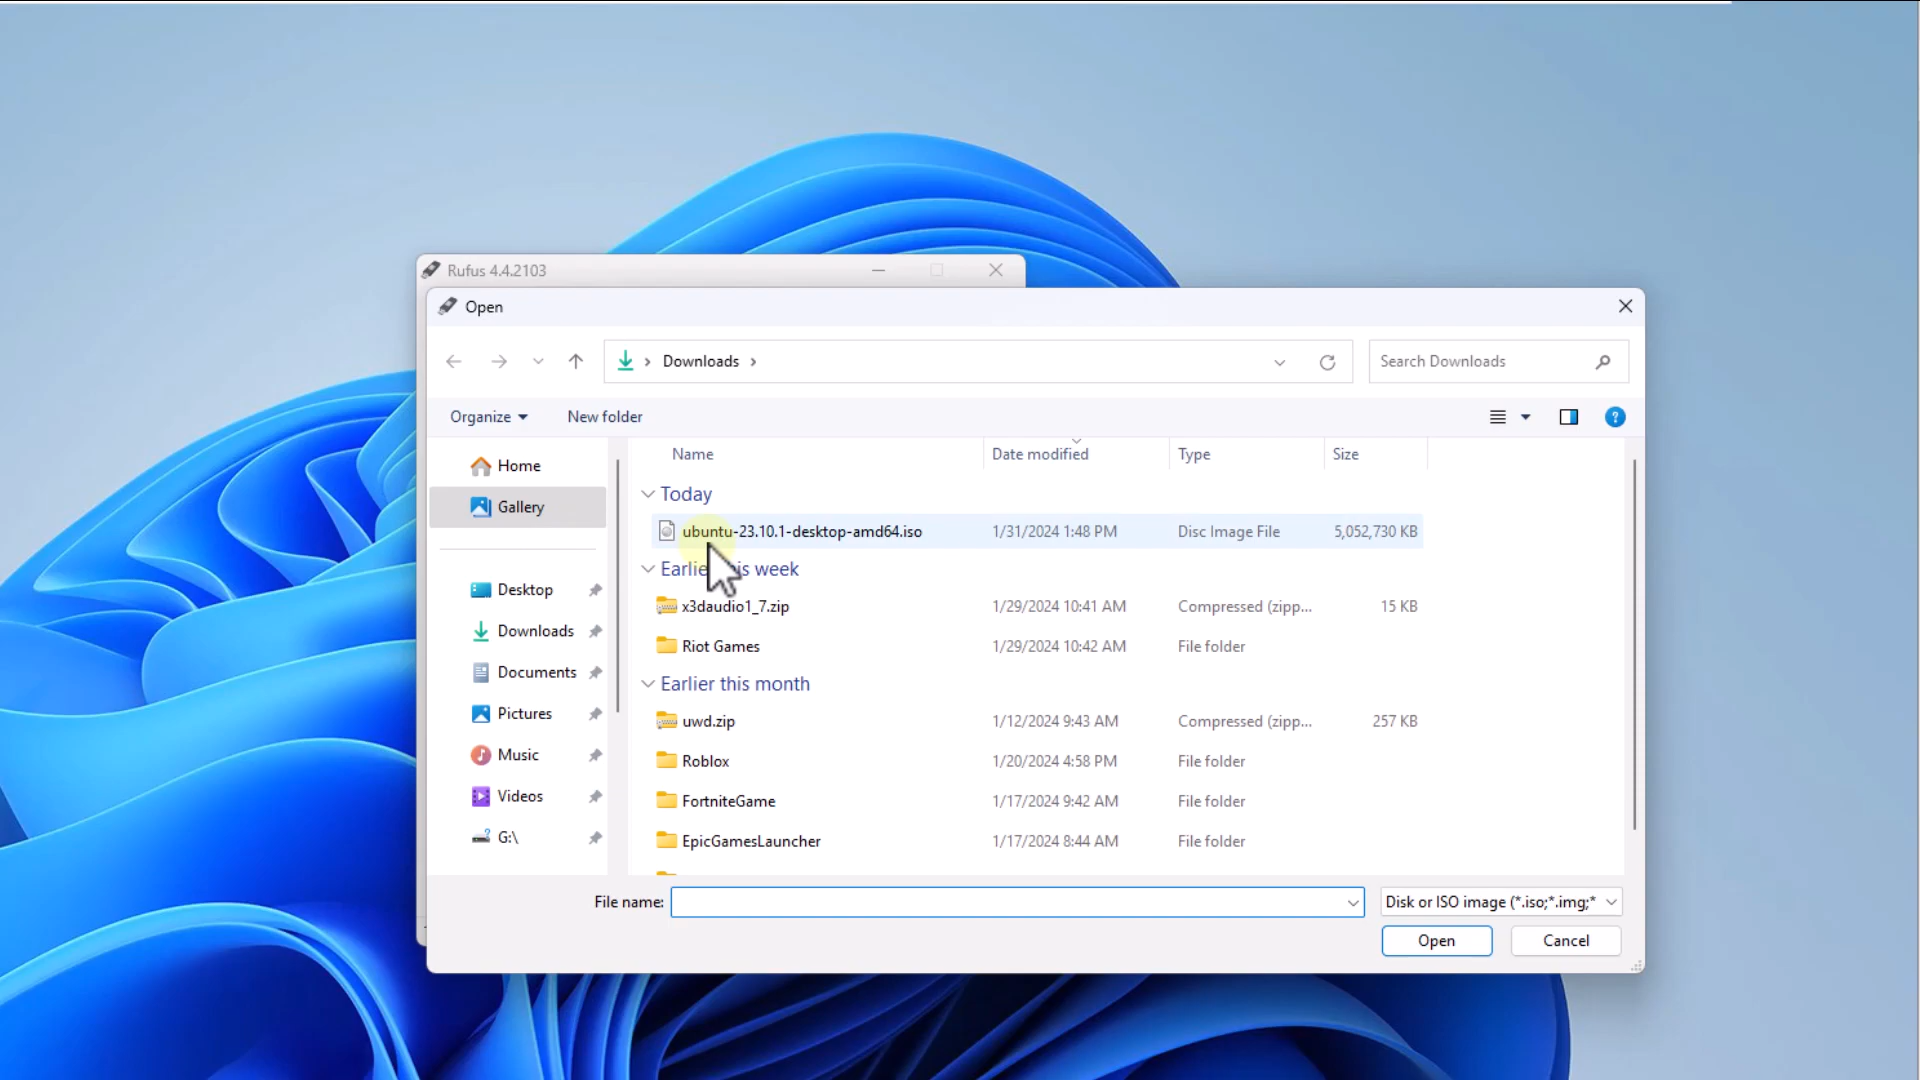 Rufus 4.4.2103
Open
Downloads
Search Downloads
Organize
New folder
?
Name
Date modified
Type
Size
Home
Gallery
Desktop
Downloads
Documents
Pictures
Music
Videos
G:\
Today
ubuntu-23.10.1-desktop-amd64.iso 1/31/2024 1:48 PM Disc Image File 5,052,730 KB
Earlier this week
x3daudio1_7.zip 1/29/2024 10:41 AM Compressed (zipp... 15 KB
Riot Games 1/29/2024 10:42 AM File folder
Earlier this month
uwd.zip 1/12/2024 9:43 AM Compressed (zipp... 257 KB
Roblox 1/20/2024 4:58 PM File folder
FortniteGame 1/17/2024 9:42 AM File folder
EpicGamesLauncher 1/17/2024 8:44 AM File folder
File name:
Disk or ISO image (*.iso;*.img;*
Open
Cancel